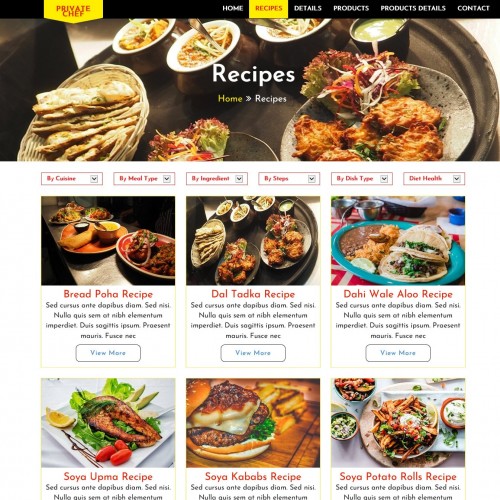 PRIVATE
CHEF
HOME RECIPES DETAILS PRODUCTS PRODUCTS DETAILS CONTACT
Recipes
Home » Recipes
By Cuisine By Meal Type By Ingredient By Steps By Dish Type Diet Health
Bread Poha Recipe
Sed cursus ante dapibus diam. Sed nisi.
Nulla quis sem at nibh elementum
imperdiet. Duis sagittis ipsum. Praesent
mauris. Fusce nec
View More
Dal Tadka Recipe
Sed cursus ante dapibus diam. Sed nisi.
Nulla quis sem at nibh elementum
imperdiet. Duis sagittis ipsum. Praesent
mauris. Fusce nec
View More
Dahi Wale Aloo Recipe
Sed cursus ante dapibus diam. Sed nisi.
Nulla quis sem at nibh elementum
imperdiet. Duis sagittis ipsum. Praesent
mauris. Fusce nec
View More
Soya Upma Recipe
Sed cursus ante dapibus diam. Sed nisi.
Nulla quis sem at nibh elementum
Soya Kababs Recipe
Sed cursus ante dapibus diam. Sed nisi.
Nulla quis sem at nibh elementum
Soya Potato Rolls Recipe
Sed cursus ante dapibus diam. Sed nisi.
Nulla quis sem at nibh elementum